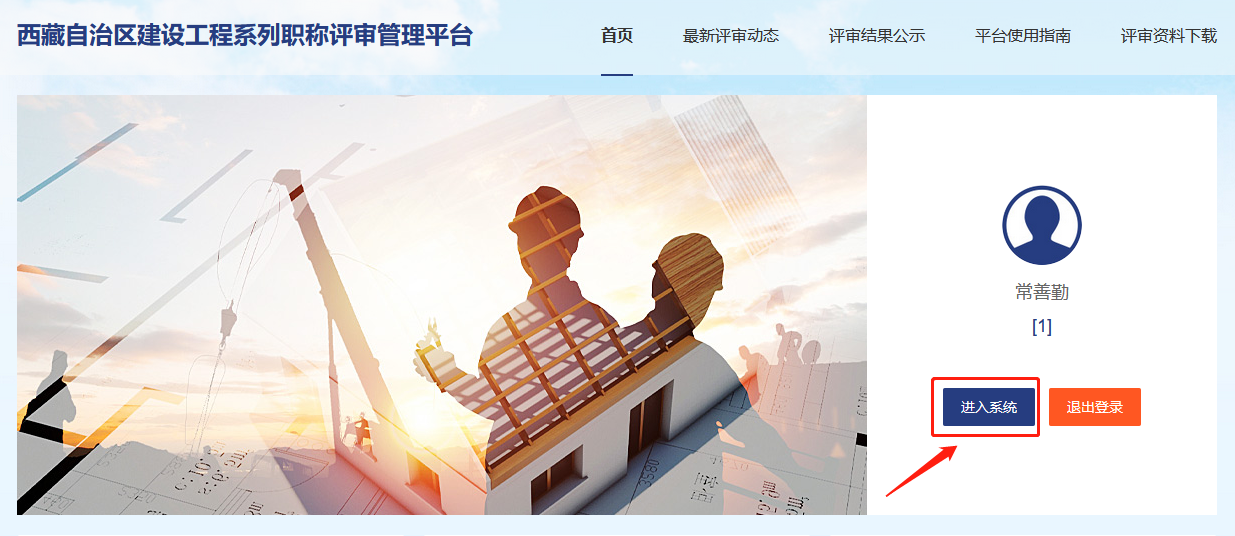 西藏自治区建设工程系列职称评审管理平台
首页 最新评审动态 评审结果公示 平台使用指南 评审资料下载
常善勤
[1]
进入系统 退出登录
3580